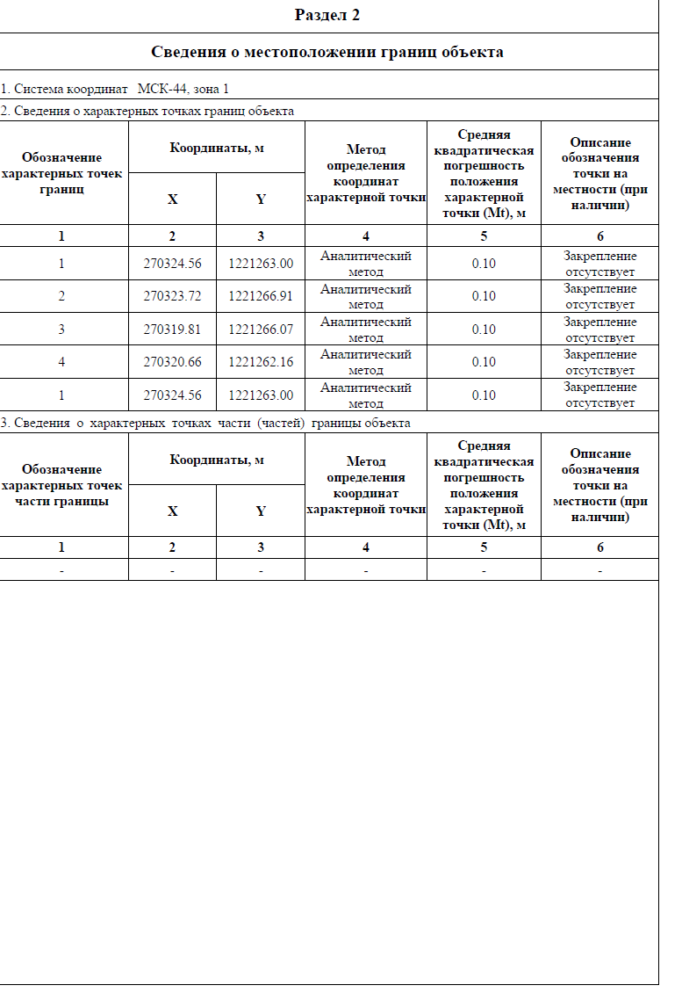 Раздел 2
Сведения о местоположении границ объекта
1. Система координат МСК-44, зона 1
2. Сведения о характерных точках границ объекта
Обозначение
характерных точек
границ
Координаты, м
X
Y
Метод
определения
координат
характерной точки
Средняя
квадратическая
погрешность
положения
характерной
точки (Mt), м
Описание
обозначения
точки на
местности (при
наличии)
1 2 3 4 5 6
1 270324.56 1221263.00 Аналитический
метод 0.10 Закрепление
отсутствует
2 270323.72 1221266.91 Аналитический
метод 0.10 Закрепление
отсутствует
3 270319.81 1221266.07 Аналитический
метод 0.10 Закрепление
отсутствует
4 270320.66 1221262.16 Аналитический
метод 0.10 Закрепление
отсутствует
1 270324.56 1221263.00 Аналитический
метод 0.10 Закрепление
отсутствует
3. Сведения о характерных точках части (частей) границы объекта
Обозначение
характерных точек
части границы
Координаты, м
X
Y
Метод
определения
координат
характерной точки
Средняя
квадратическая
погрешность
положения
характерной
точки (Mt), м
Описание
обозначения
точки на
местности (при
наличии)
1 2 3 4 5 6
- - - - - -